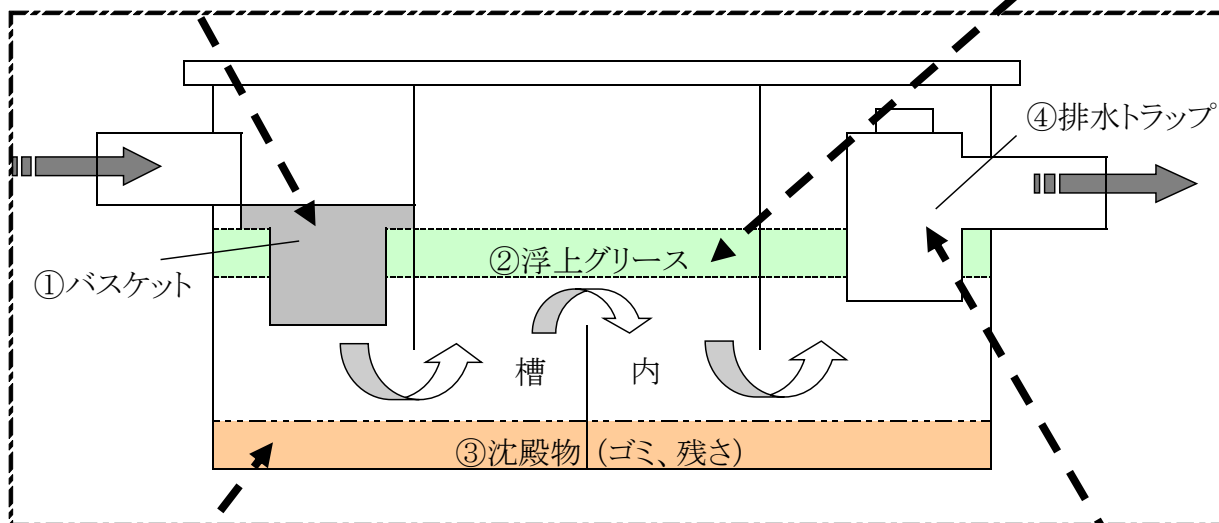 ④排水トラップ
①バスケット
②浮上グリース
槽　内
③沈殿物（ゴミ、残さ）